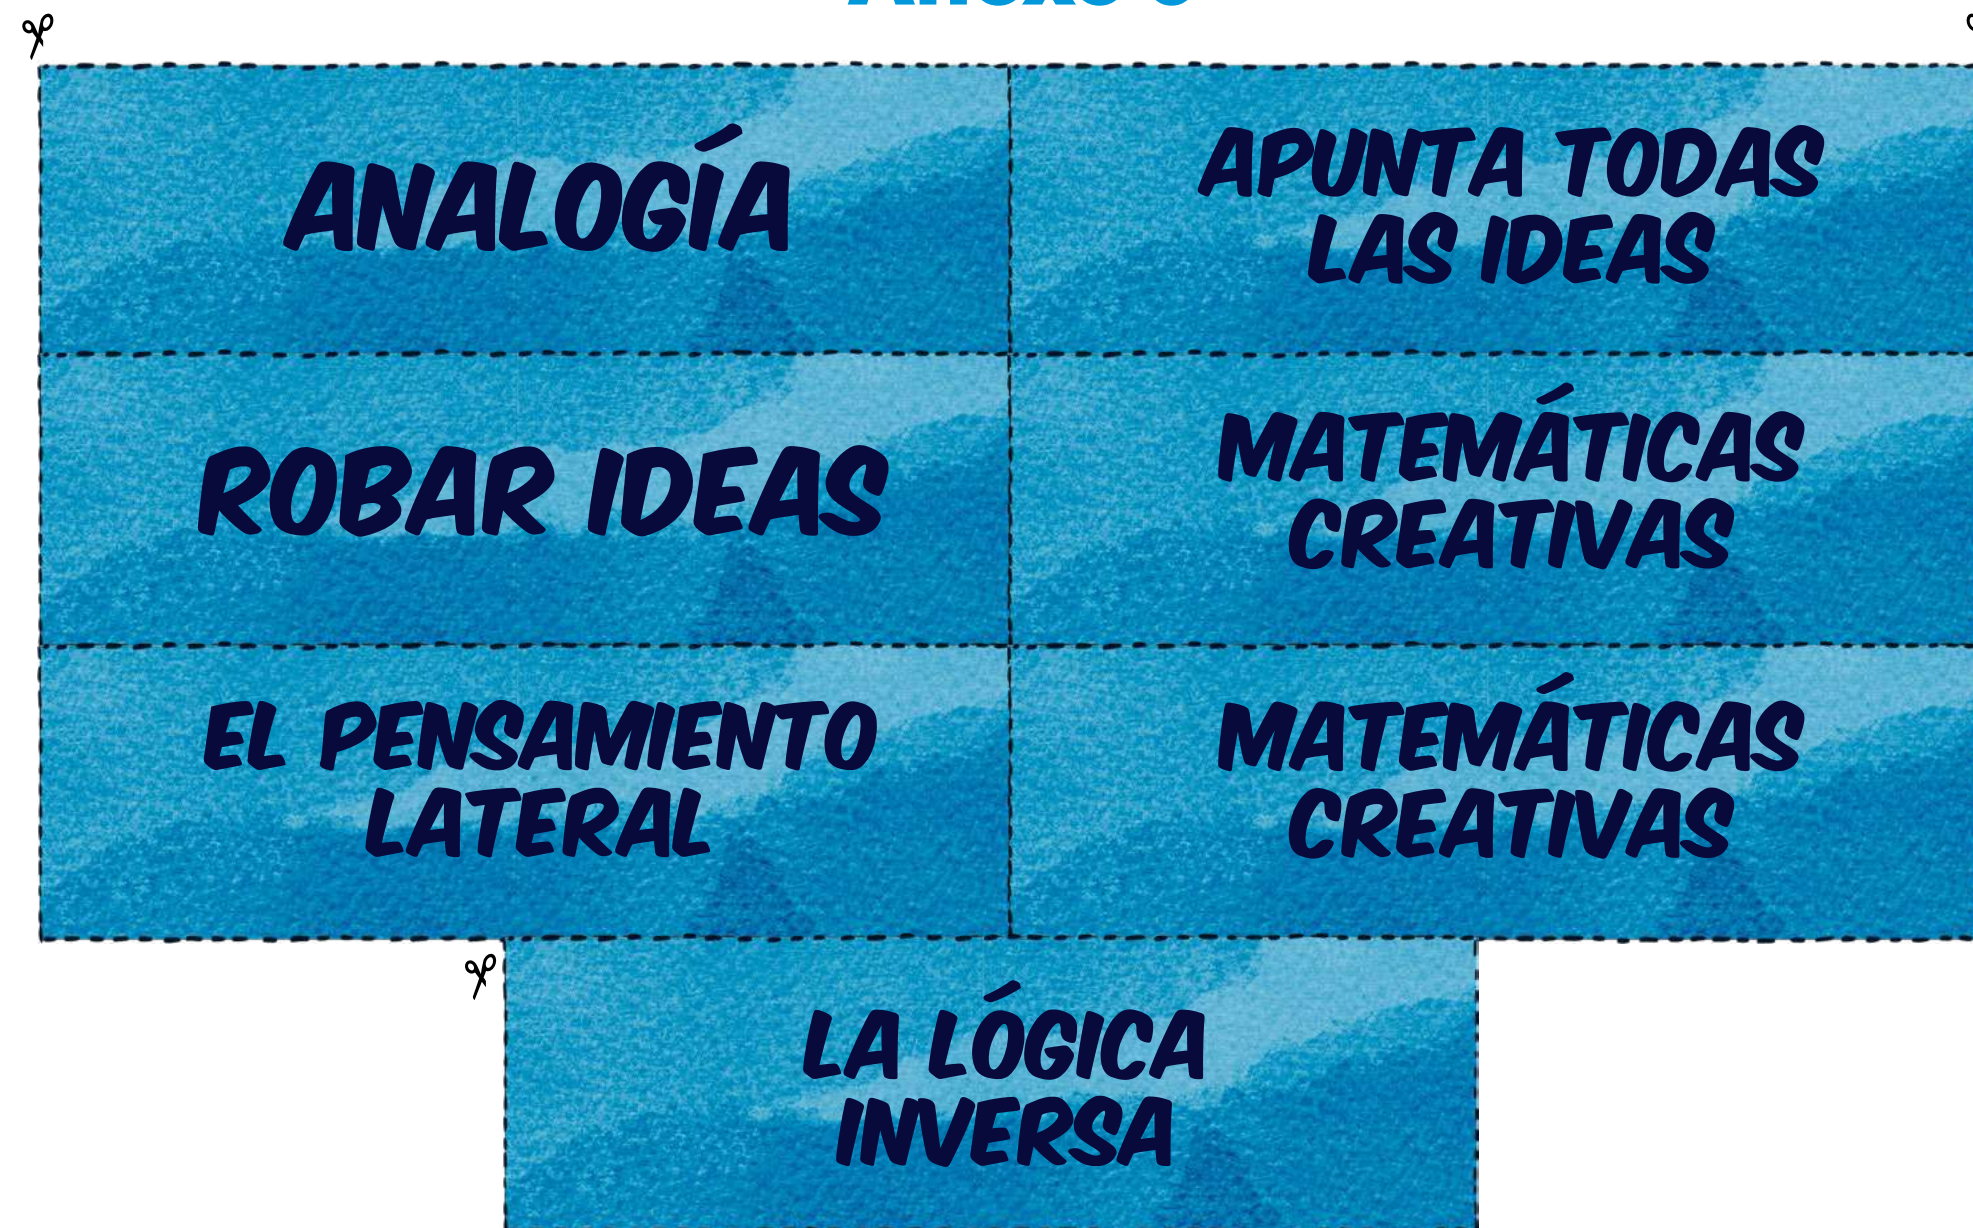 ANALOGÍA
APUNTA TODAS
LAS IDEAS
ROBAR IDEAS
MATEMÁTICAS
CREATIVAS
EL PENSAMIENTO
LATERAL
MATEMÁTICAS
CREATIVAS
LA LÓGICA
INVERSA